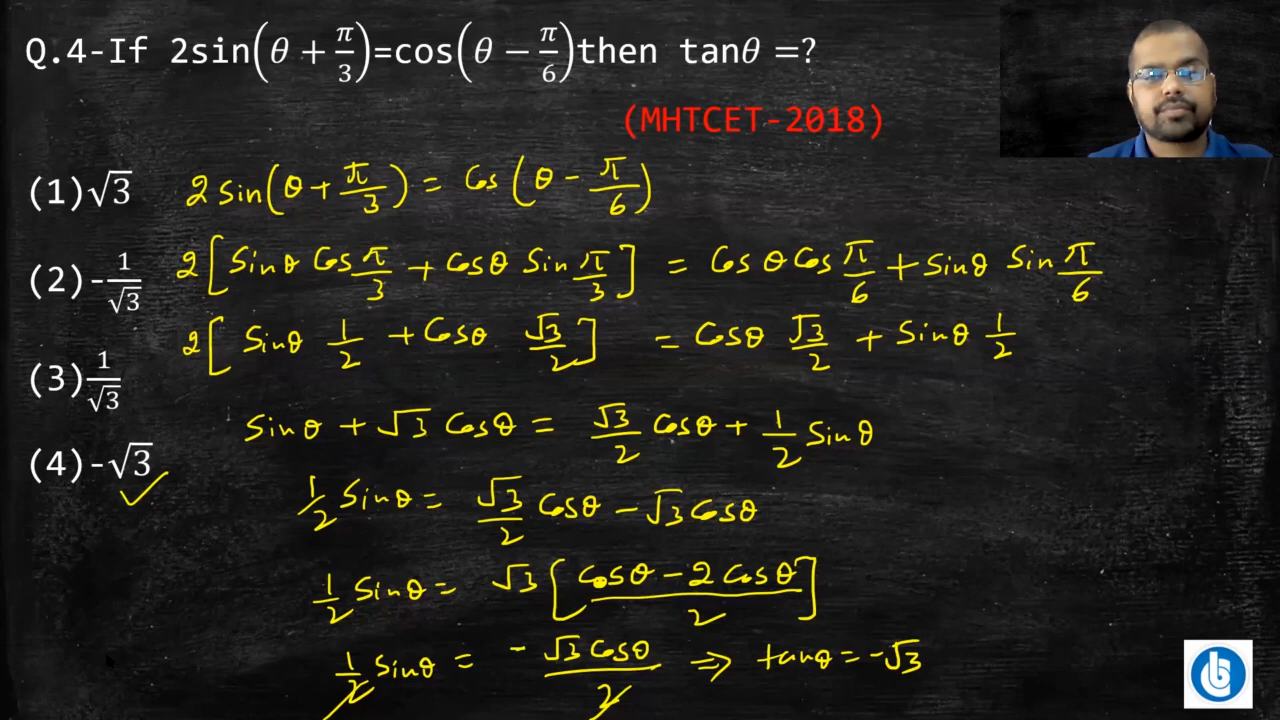 Q.4-If 2sin(θ + π/3)=cos(θ − π/6)then tanθ =?
(MHTCET-2018)
(1)√3
(2)-1/√3
(3)1/√3
(4)-√3 ✓
2 sin(θ + π/3) = cos(θ - π/6)
2[sinθ cos π/3 + cosθ sin π/3] = cosθ cos π/6 + sinθ sin π/6
2[sinθ 1/2 + cosθ √3/2] = cosθ √3/2 + sinθ 1/2
sinθ + √3 cosθ = √3/2 cosθ + 1/2 sinθ
1/2 sinθ = √3/2 cosθ - √3 cosθ
1/2 sinθ = √3 [(cosθ - 2cosθ)/2]
1/2 sinθ = - √3 cosθ/2 ⇒ tanθ = -√3